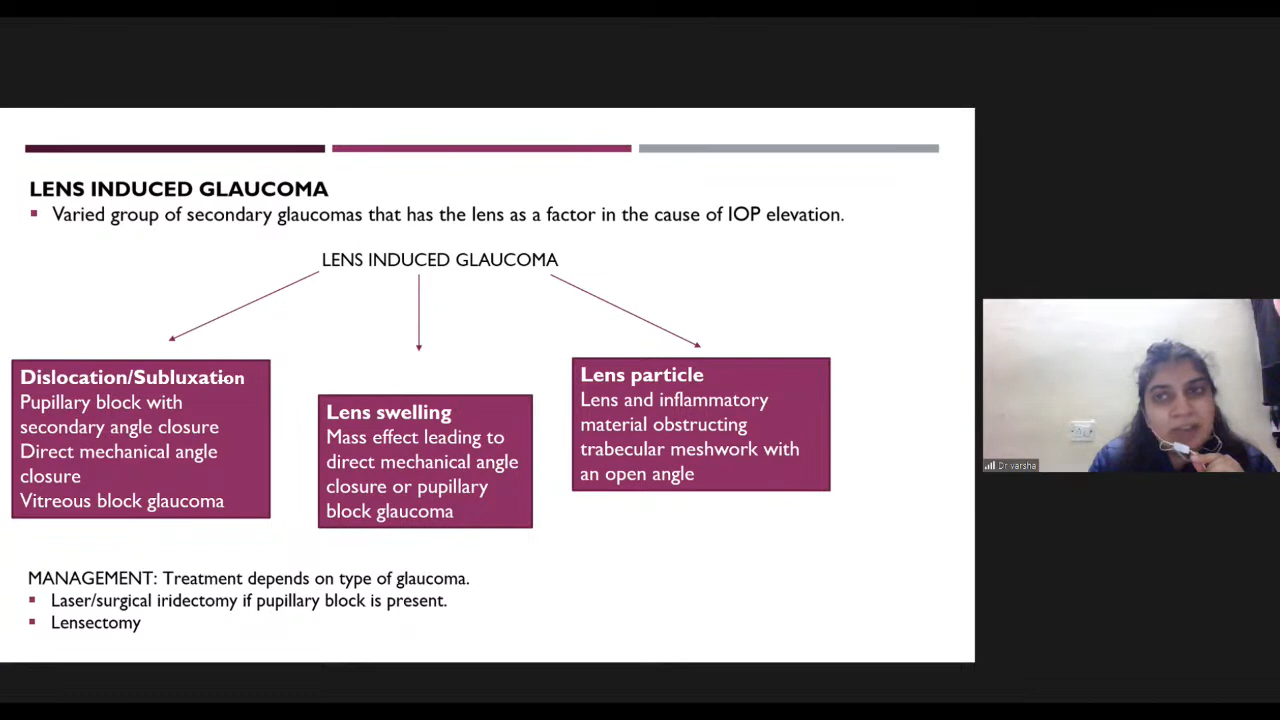 LENS INDUCED GLAUCOMA
Varied group of secondary glaucomas that has the lens as a factor in the cause of IOP elevation.
LENS INDUCED GLAUCOMA
Dislocation/Subluxation
Pupillary block with
secondary angle closure
Direct mechanical angle
closure
Vitreous block glaucoma
Lens swelling
Mass effect leading to
direct mechanical angle
closure or pupillary
block glaucoma
Lens particle
Lens and inflammatory
material obstructing
trabecular meshwork with
an open angle
MANAGEMENT: Treatment depends on type of glaucoma.
Laser/surgical iridectomy if pupillary block is present.
Lensectomy
Dr varsha